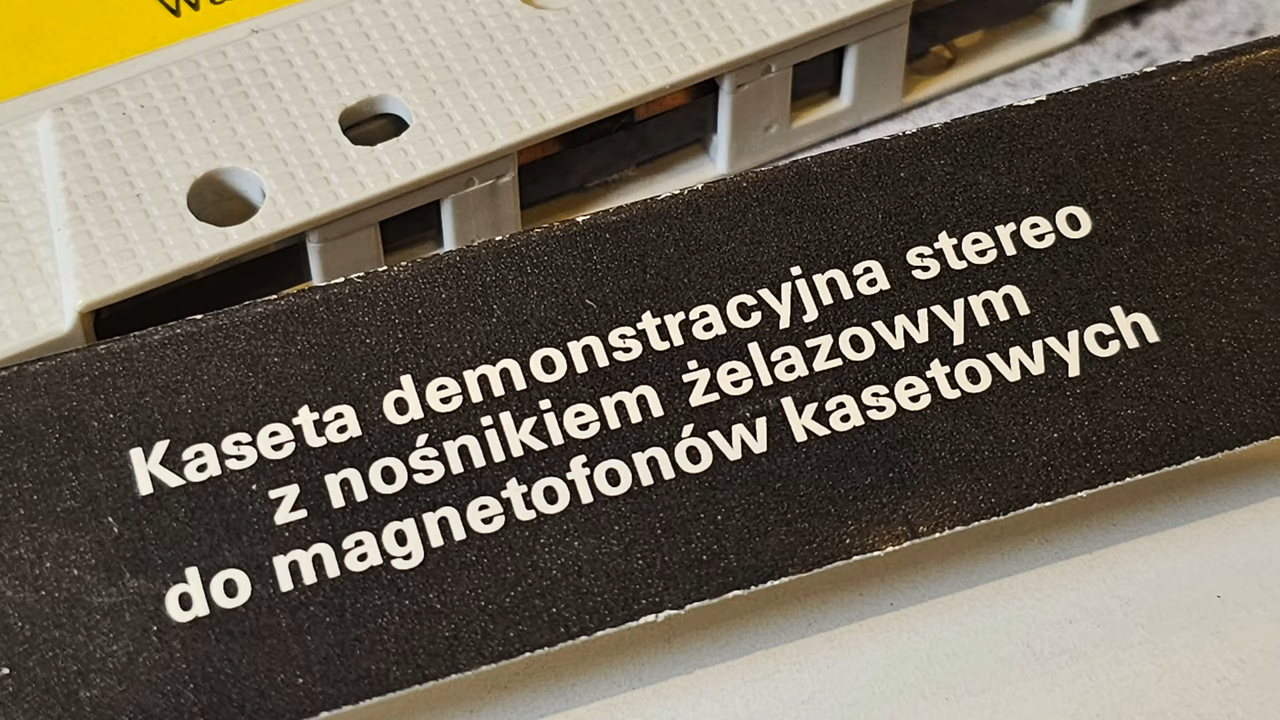 Kaseta demonstracyjna stereo
z nośnikiem żelazowym
do magnetofonów kasetowych